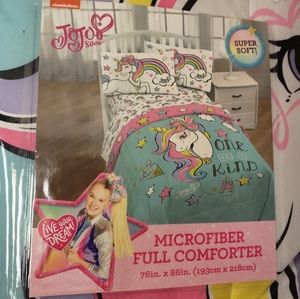 nickelodeon
JoJo
Siwa
SUPER
SOFT!
One
OF A
Kind
LIVE YOUR
DREAM!
MICROFIBER
FULL COMFORTER
76in. x 86in. (193cm x 218cm)